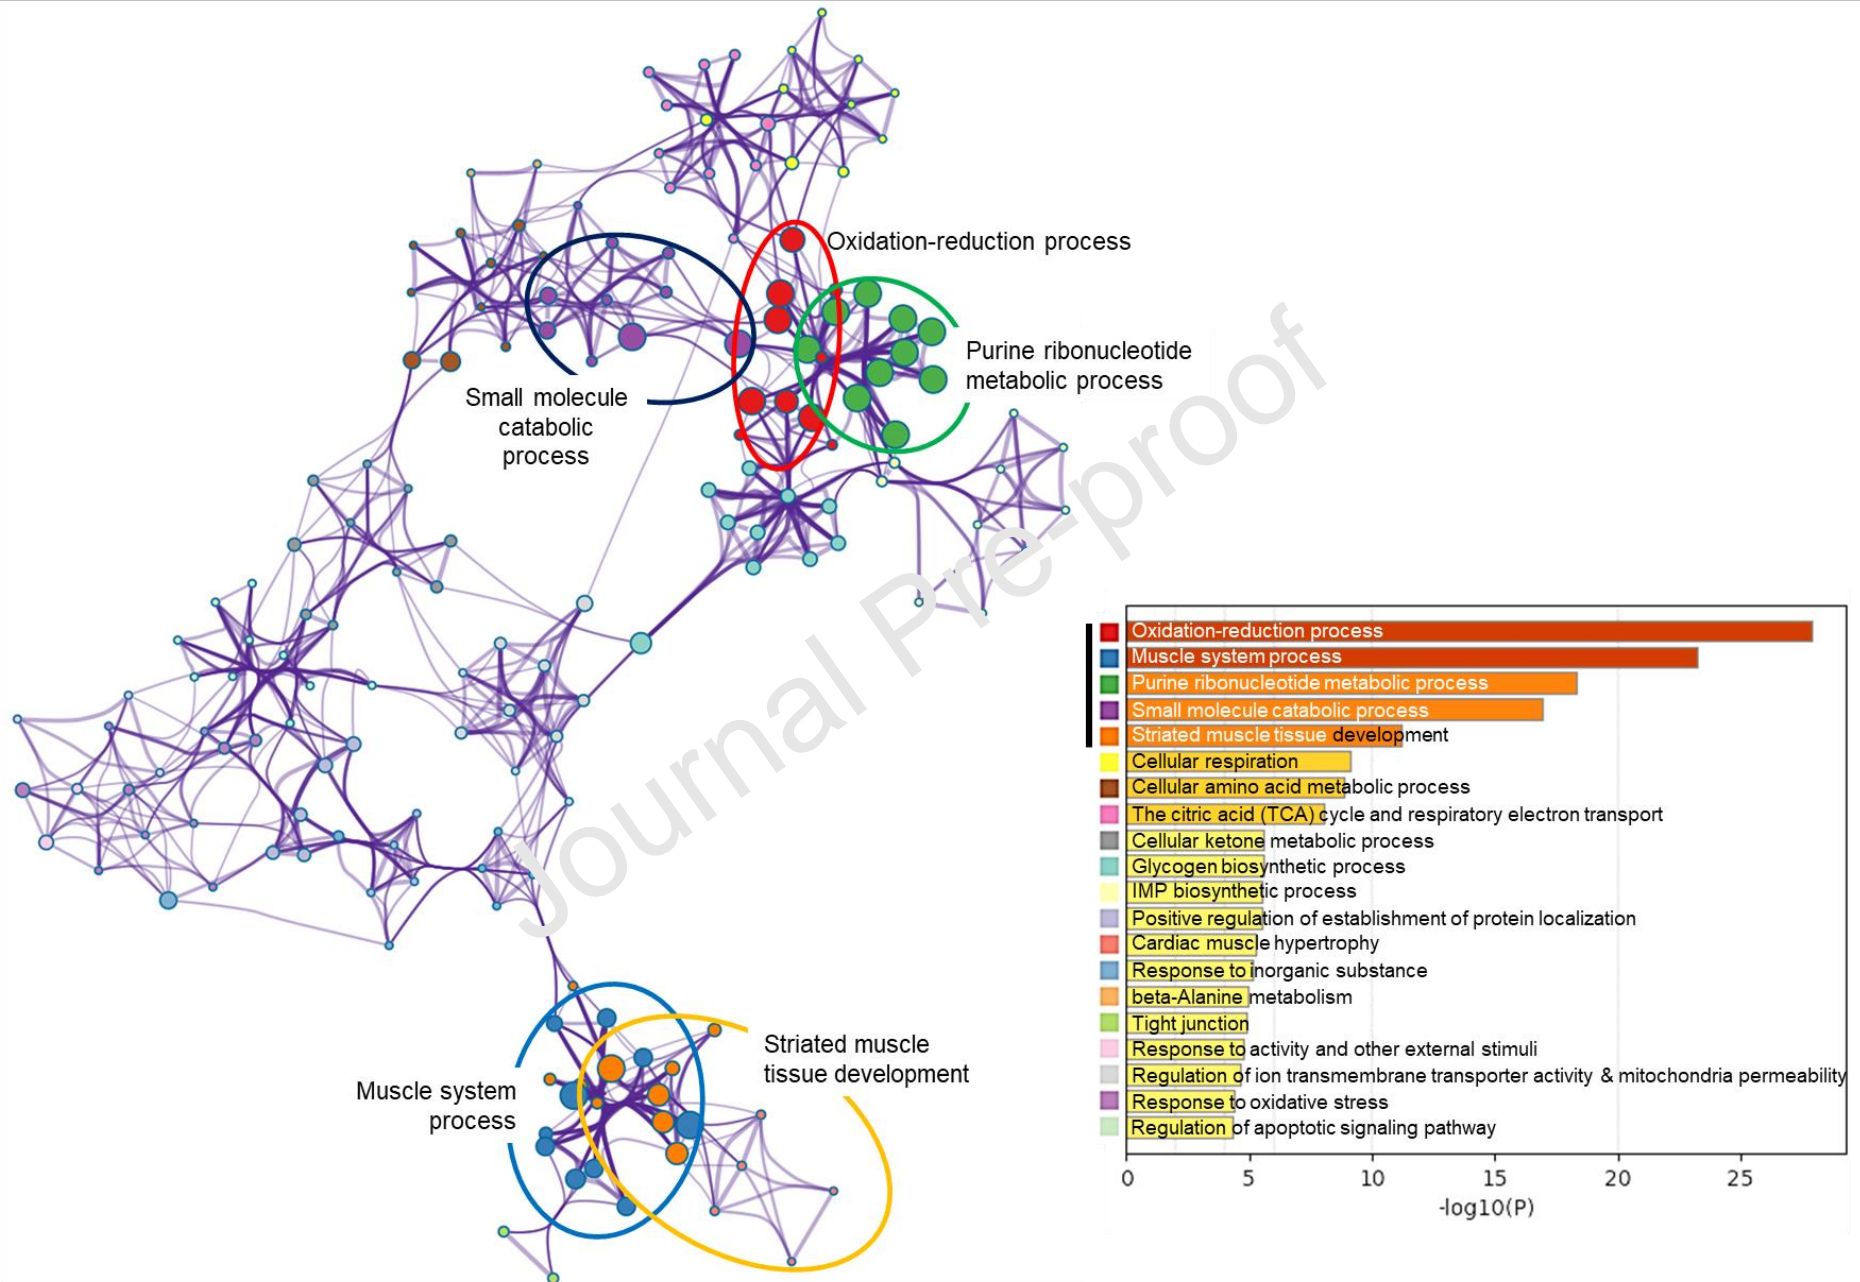 Oxidation-reduction process
Purine ribonucleotide
metabolic process
Small molecule
catabolic
process
Muscle system
process
Striated muscle
tissue development
Journal Pre-proof
Oxidation-reduction process
Muscle system process
Purine ribonucleotide metabolic process
Small molecule catabolic process
Striated muscle tissue development
Cellular respiration
Cellular amino acid metabolic process
The citric acid (TCA) cycle and respiratory electron transport
Cellular ketone metabolic process
Glycogen biosynthetic process
IMP biosynthetic process
Positive regulation of establishment of protein localization
Cardiac muscle hypertrophy
Response to inorganic substance
beta-Alanine metabolism
Tight junction
Response to activity and other external stimuli
Regulation of ion transmembrane transporter activity & mitochondria permeability
Response to oxidative stress
Regulation of apoptotic signaling pathway
0 5 10 15 20 25
-log10(P)